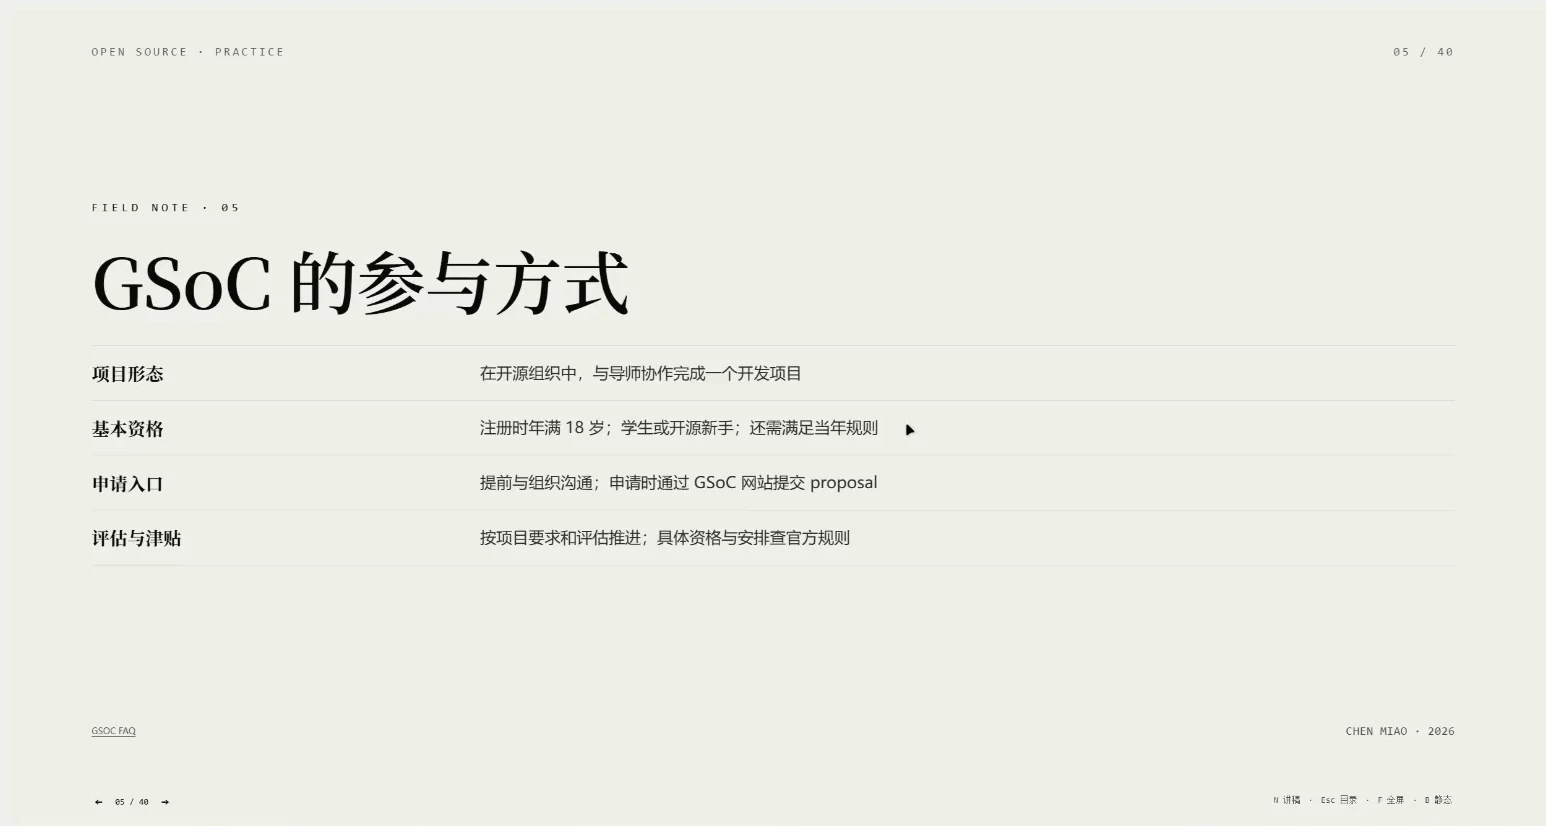 OPEN SOURCE · PRACTICE
05 / 40
FIELD NOTE · 05
GSoC 的参与方式
项目形态
在开源组织中，与导师协作完成一个开发项目
基本资格
注册时年满 18 岁；学生或开源新手；还需满足当年规则
申请入口
提前与组织沟通；申请时通过 GSoC 网站提交 proposal
评估与津贴
按项目要求和评估推进；具体资格与安排查官方规则
GSOC FAQ
CHEN MIAO · 2026
← 05 / 40 →
N 讲稿 · Esc 目录 · F 全屏 · B 静态